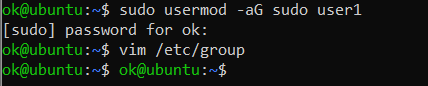 ok@ubuntu:~$ sudo usermod -aG sudo user1
[sudo] password for ok:
ok@ubuntu:~$ vim /etc/group
ok@ubuntu:~$ ok@ubuntu:~$